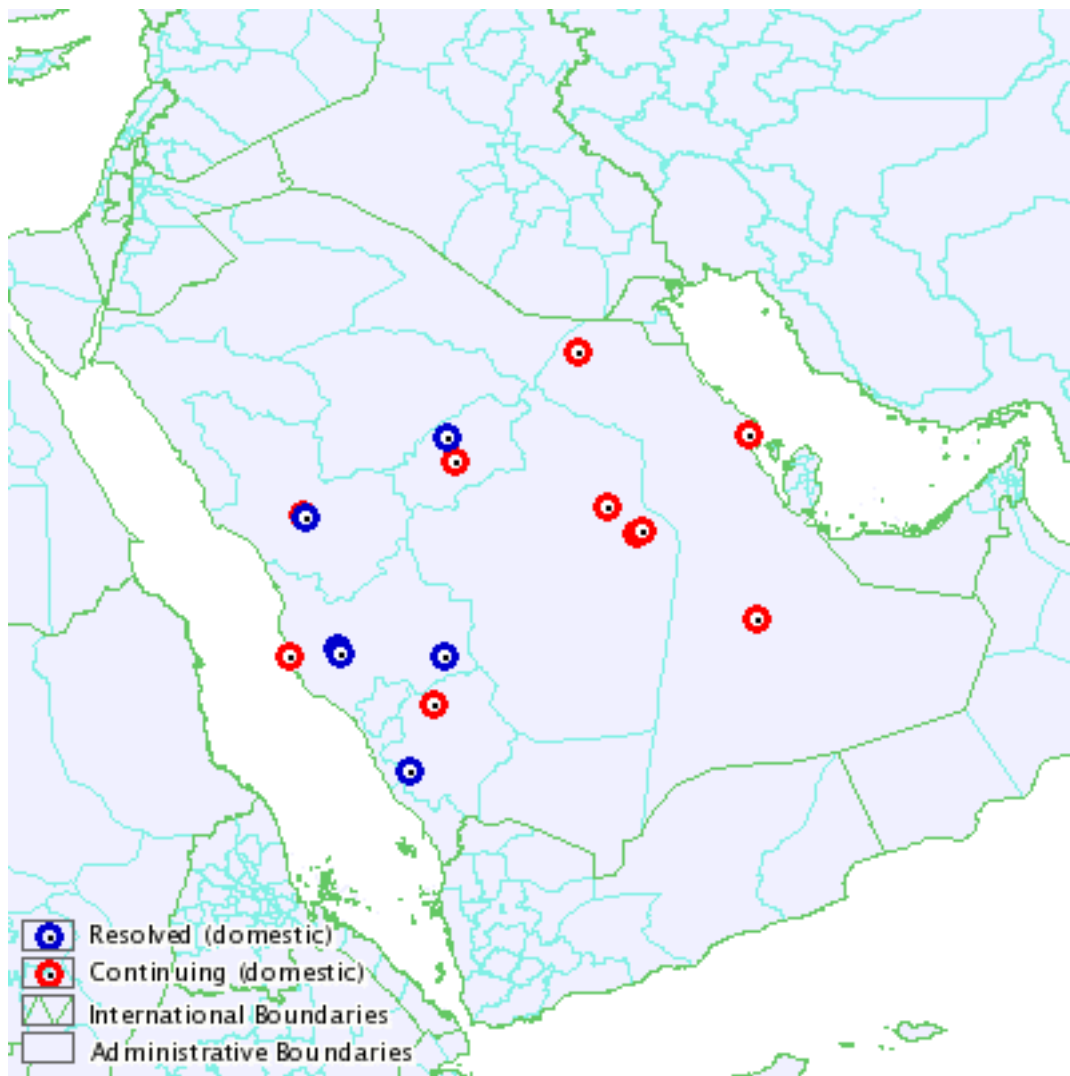 Resolved (domestic)
Continuing (domestic)
International Boundaries
Administrative Boundaries